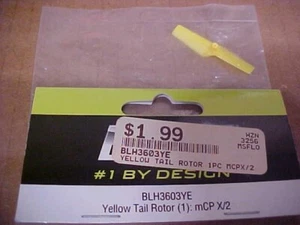 $1.99
HZN
3256
MSFLO
BLH3603YE
YELLOW TAIL ROTOR 1PC MCPX/2
#1 BY DESIGN
BLH3603YE
Yellow Tail Rotor (1): mCP X/2